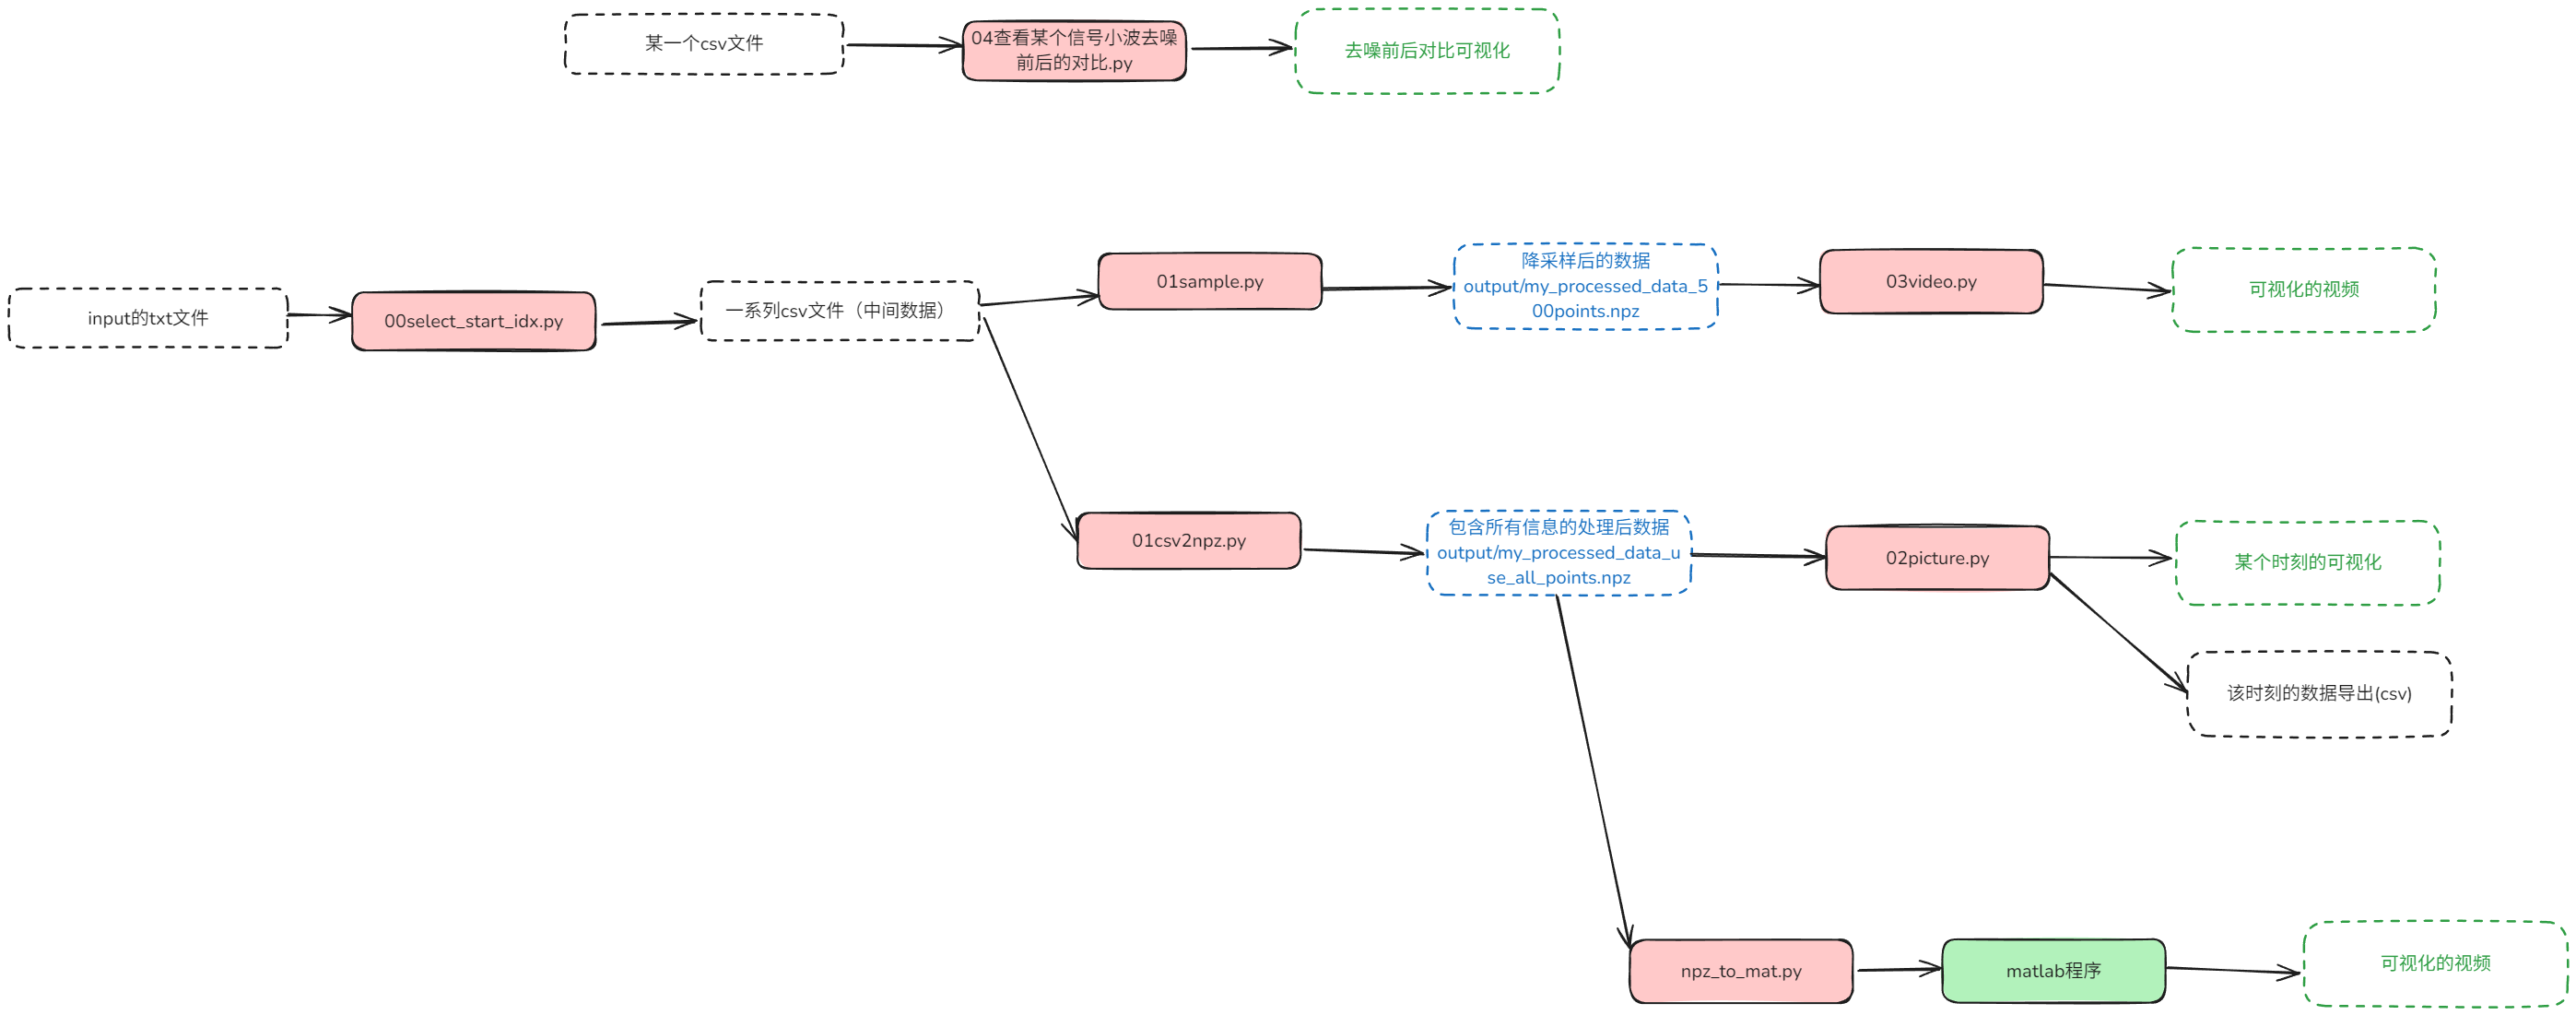 某一个csv文件
04查看某个信号小波去噪
前后的对比.py
去噪前后对比可视化
input的txt文件
00select_start_idx.py
一系列csv文件（中间数据）
01sample.py
降采样后的数据
output/my_processed_data_5
00points.npz
03video.py
可视化的视频
01csv2npz.py
包含所有信息的处理后数据
output/my_processed_data_u
se_all_points.npz
02picture.py
某个时刻的可视化
该时刻的数据导出(csv)
npz_to_mat.py
matlab程序
可视化的视频